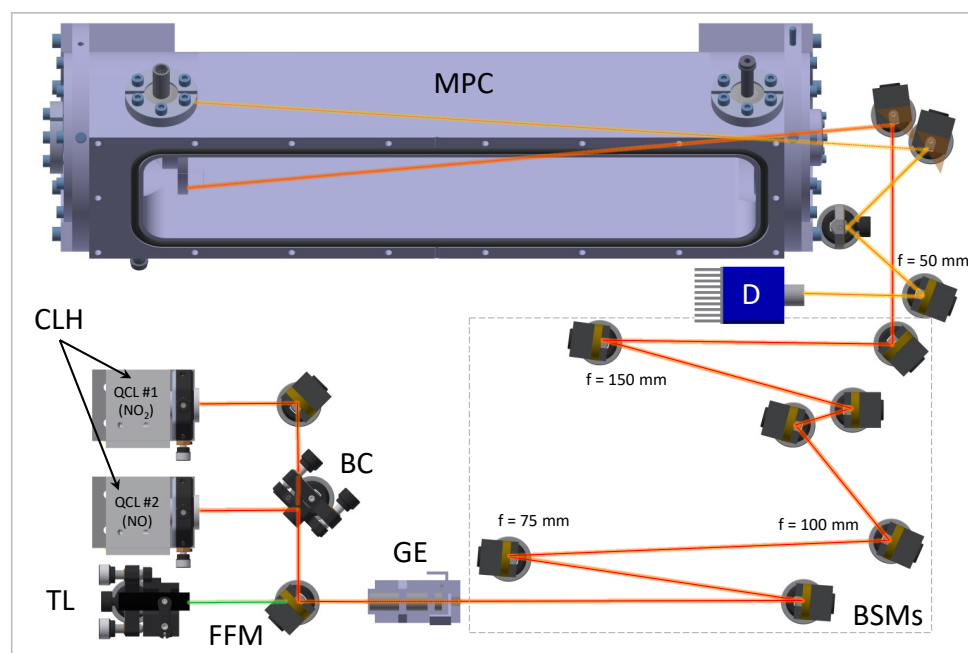 MPC
f = 50 mm
D
CLH
f = 150 mm
QCL #1
(NO₂)
BC
QCL #2
(NO)
f = 75 mm
f = 100 mm
GE
TL
FFM
BSMs